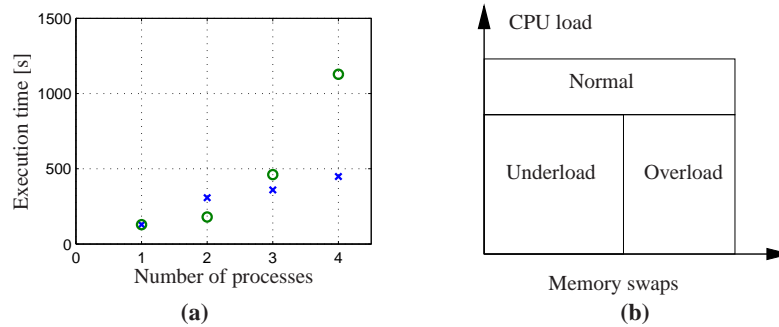 1500
1000
500
0
Execution time [s]
0 1 2 3 4
Number of processes
(a)
CPU load
Normal
Underload Overload
Memory swaps
(b)